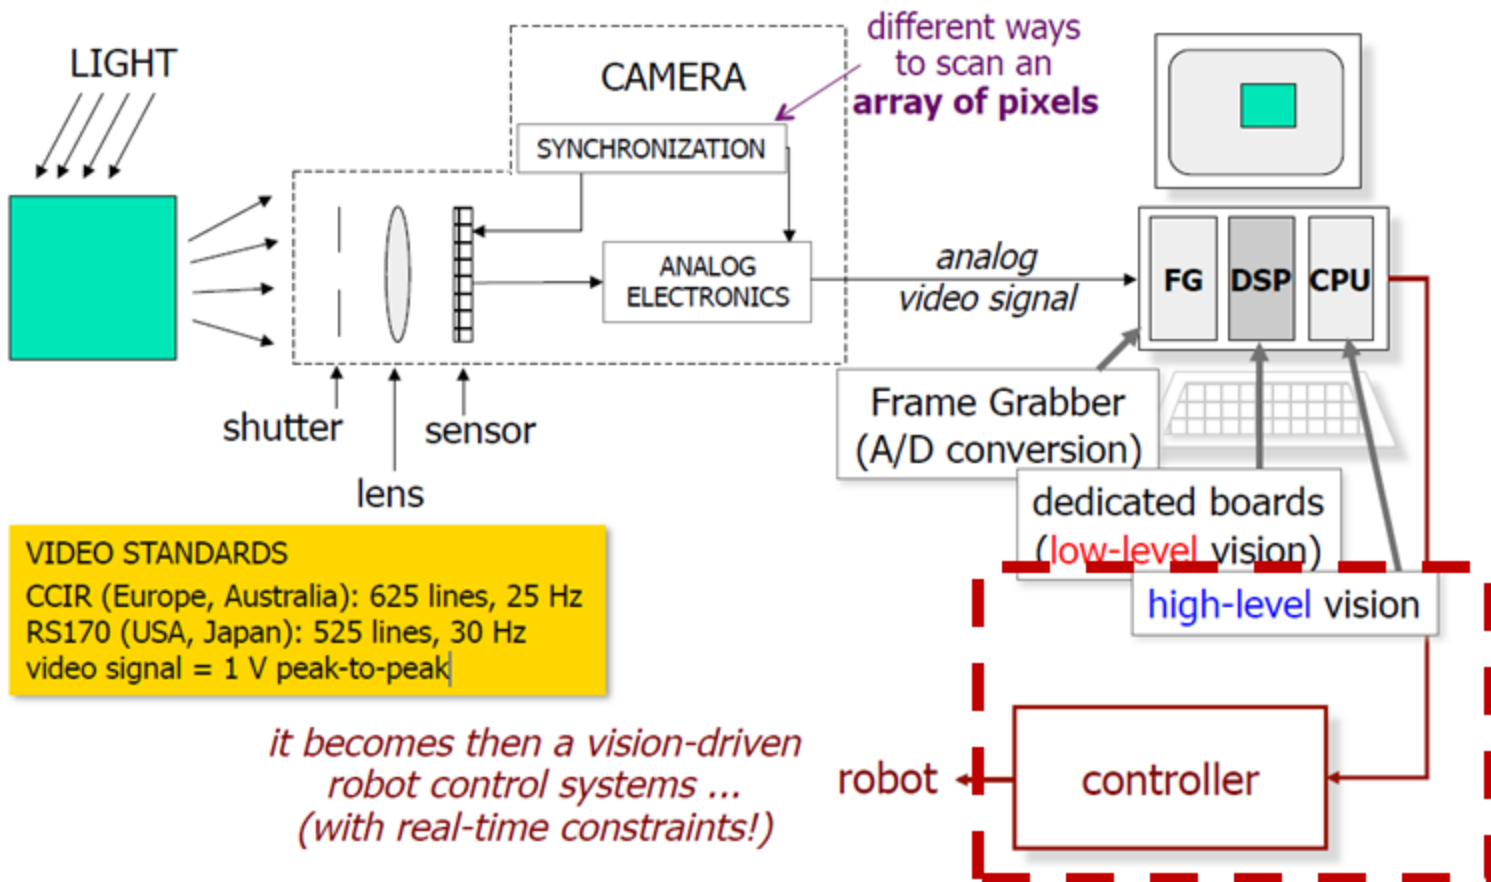 LIGHT
CAMERA
different ways
to scan an
array of pixels
SYNCHRONIZATION
ANALOG
ELECTRONICS
analog
video signal
FG
DSP
CPU
shutter
sensor
lens
Frame Grabber
(A/D conversion)
dedicated boards
(low-level vision)
high-level vision
VIDEO STANDARDS
CCIR (Europe, Australia): 625 lines, 25 Hz
RS170 (USA, Japan): 525 lines, 30 Hz
video signal = 1 V peak-to-peak
it becomes then a vision-driven
robot control systems ...
(with real-time constraints!)
robot
controller